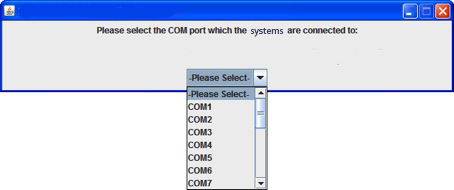 Please select the COM port which the systems are connected to:
-Please Select-
-Please Select-
COM1
COM2
COM3
COM4
COM5
COM6
COM7